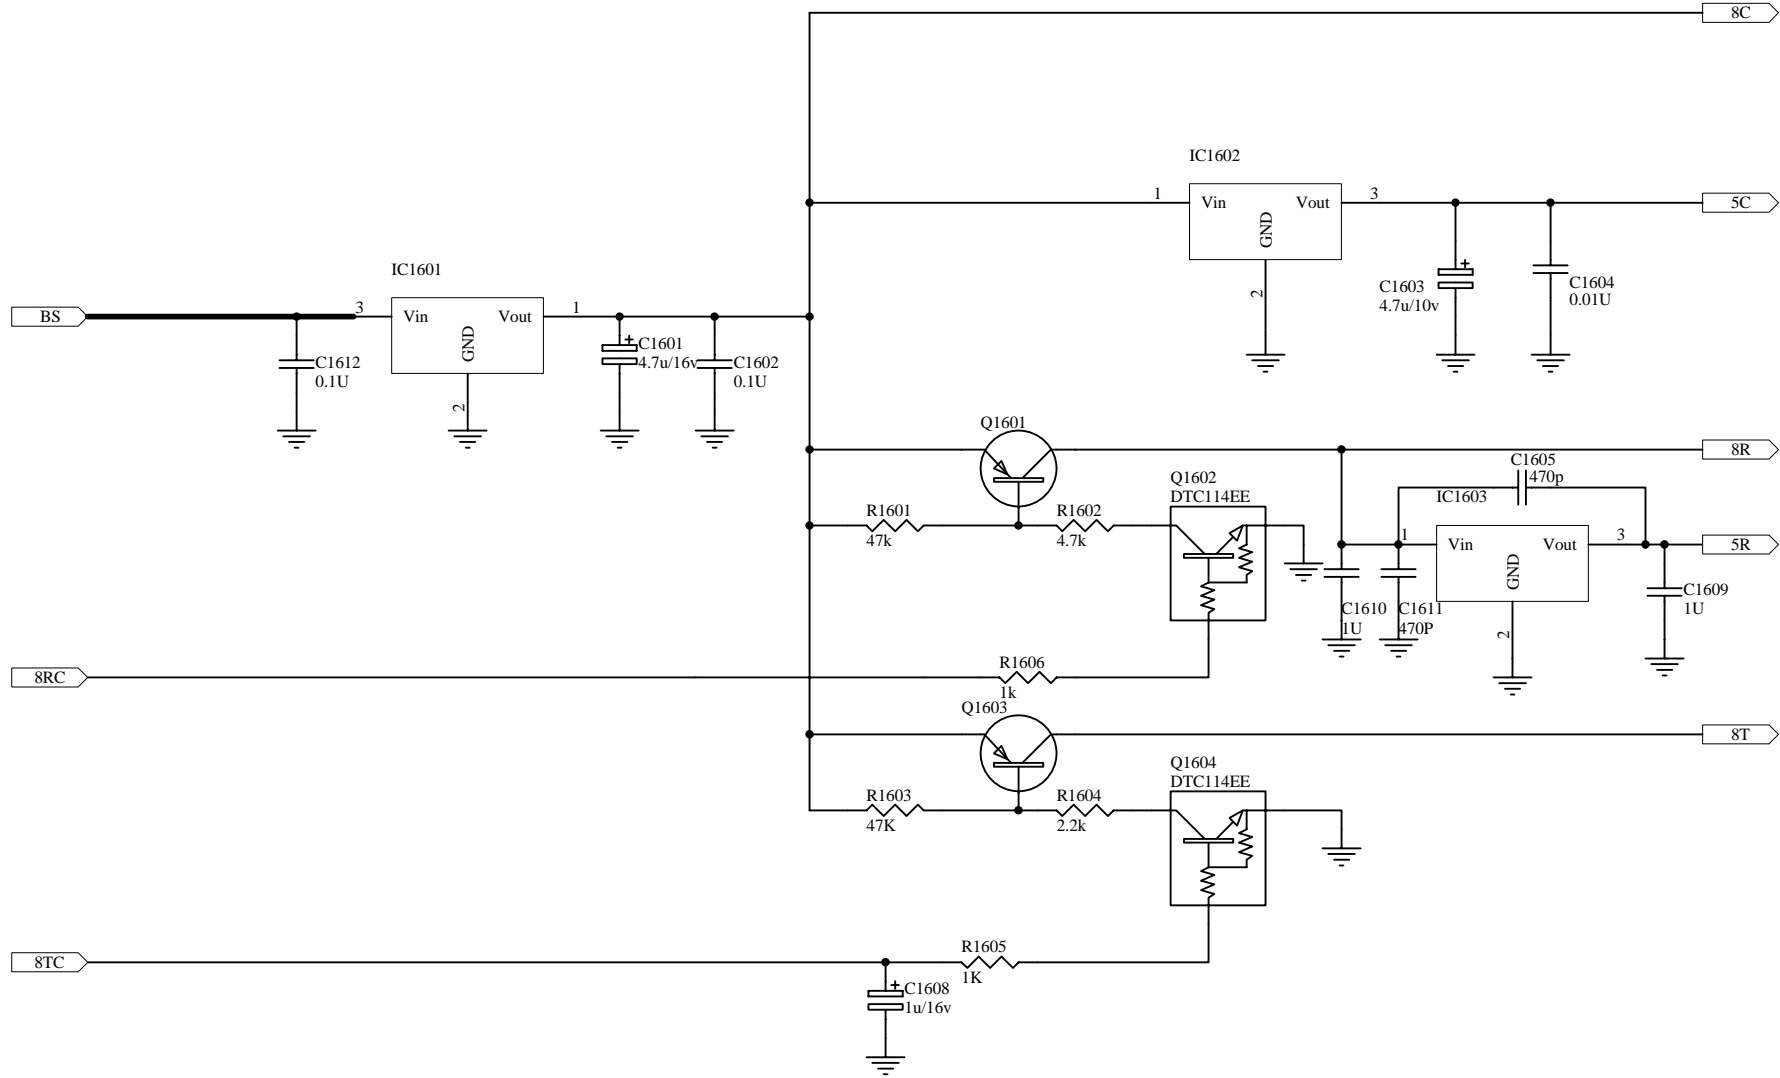 8C
IC1602
1
Vin
Vout
3
GND
2
5C
C1603
4.7u/10v
C1604
0.01U
IC1601
BS
3
Vin
Vout
1
GND
2
C1612
0.1U
C1601
4.7u/16v
C1602
0.1U
Q1601
8R
C1605
470p
Q1602
DTC114EE
IC1603
R1601
47k
R1602
4.7k
1
Vin
Vout
3
GND
2
5R
C1610
1U
C1611
470P
C1609
1U
8RC
R1606
1k
Q1603
8T
Q1604
DTC114EE
R1603
47K
R1604
2.2k
8TC
R1605
1K
C1608
1u/16v